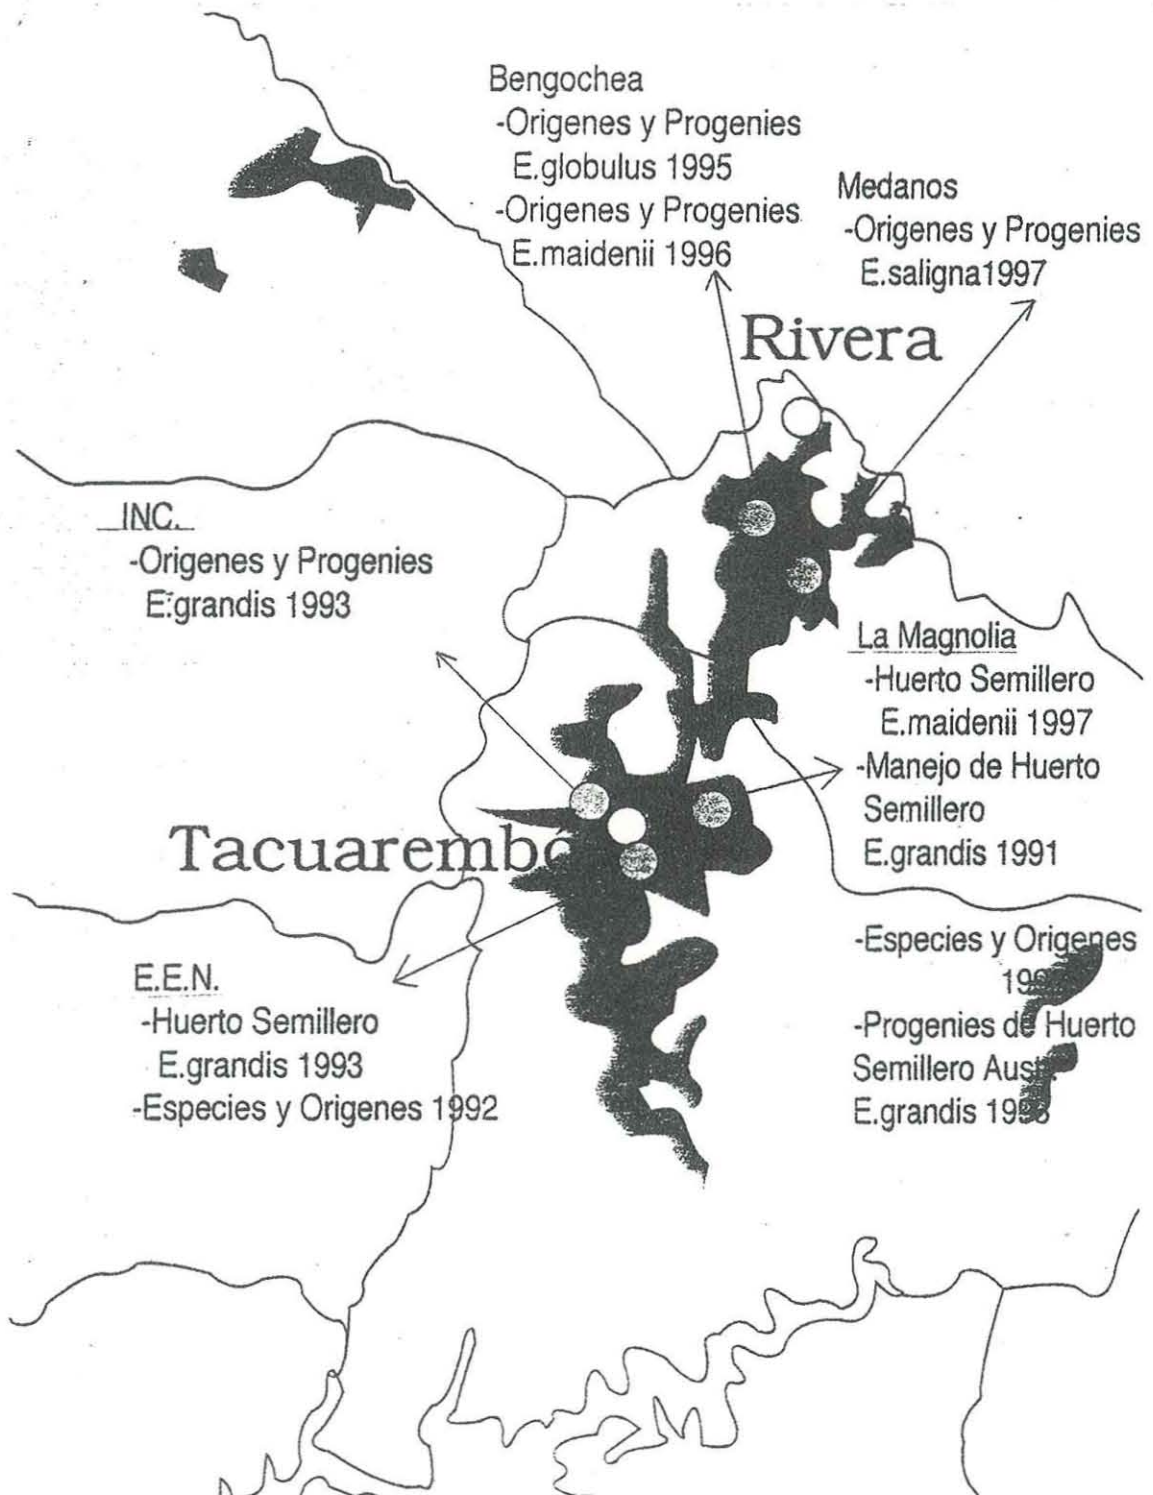 Bengochea
-Origenes y Progenies
E.globulus 1995
-Origenes y Progenies
E.maidenii 1996
Medanos
-Origenes y Progenies
E.saligna1997
Rivera
INC.
-Origenes y Progenies
E.grandis 1993
La Magnolia
-Huerto Semillero
E.maidenii 1997
-Manejo de Huerto
Semillero
E.grandis 1991
Tacuarembó
-Especies y Origenes
-Progenies de Huerto
Semillero Austr.
E.grandis
E.E.N.
-Huerto Semillero
E.grandis 1993
-Especies y Origenes 1992